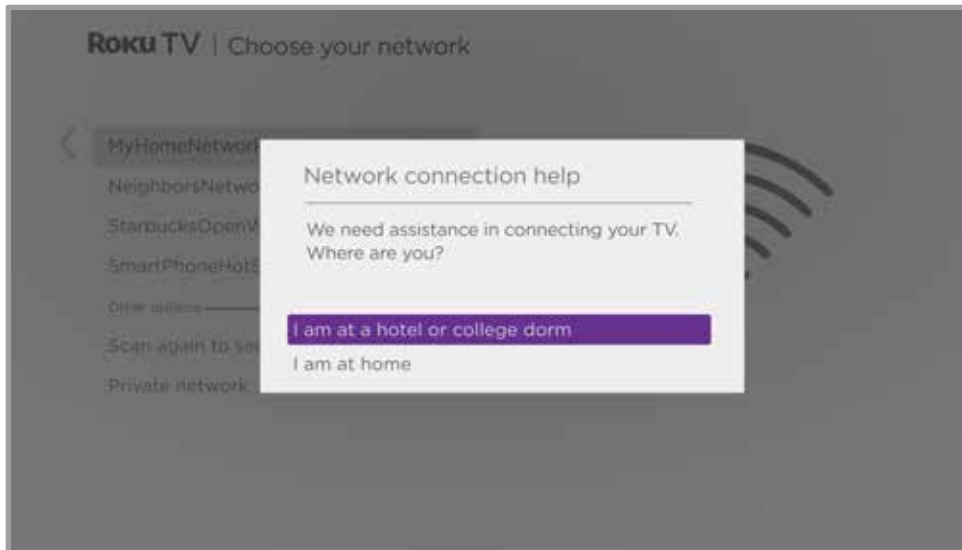 Roku TV | Choose your network
MyHomeNetwork
NeighborsNetwo
StarbucksOpenW
SmartPhoneHotS
Other options
Scan again to se
Private network
Network connection help
We need assistance in connecting your TV.
Where are you?
I am at a hotel or college dorm
I am at home